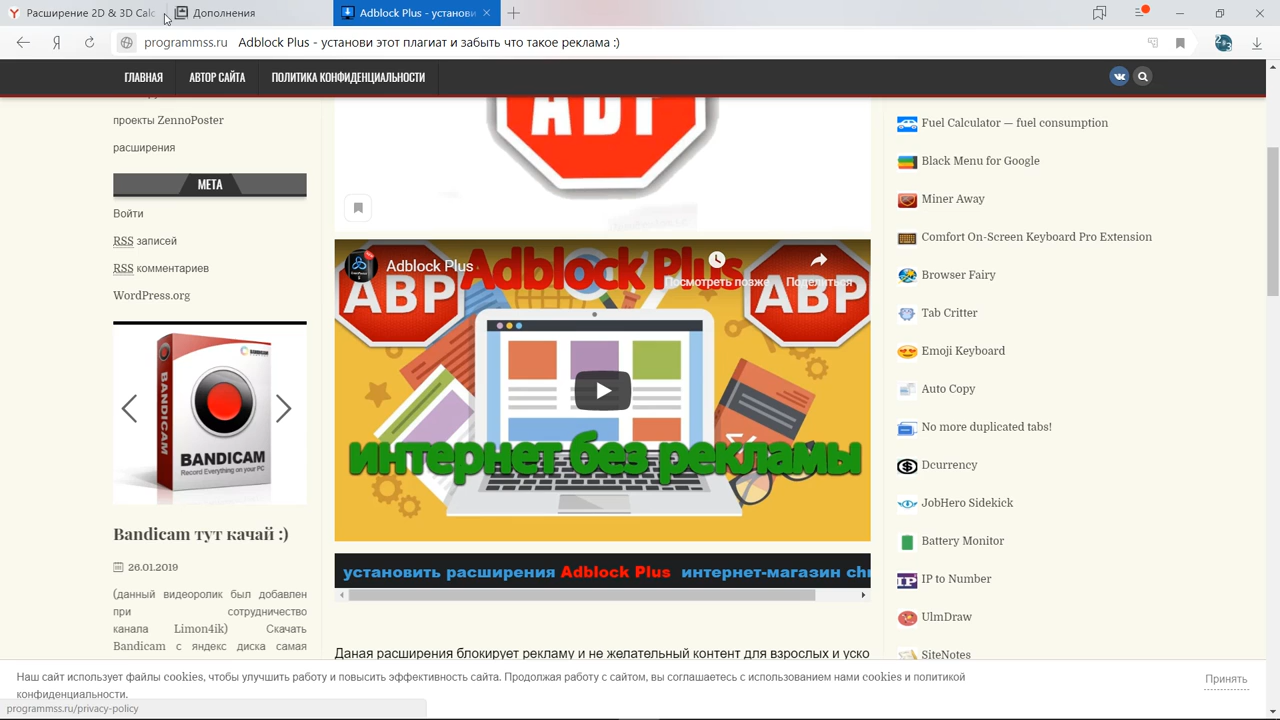 Расширение 2D & 3D Calc
Дополнения
Adblock Plus - установи
Я
programmss.ru
Adblock Plus - установи этот плагиат и забыть что такое реклама :)
ГЛАВНАЯ
АВТОР САЙТА
ПОЛИТИКА КОНФИДЕНЦИАЛЬНОСТИ
проекты ZennoPoster
расширения
МЕТА
Войти
RSS записей
RSS комментариев
WordPress.org
BANDICAM
BANDICAM
Record Everything on your PC
Bandicam тут качай :)
26.01.2019
(данный видеоролик был добавлен
при сотрудничество
канала Limon4ik) Скачать
Bandicam с яндекс диска самая
Adblock Plus
Adblock Plus
Посмотреть позже
Поделиться
ABP
ABP
интернет без рекламы
установить расширения Adblock Plus интернет-магазин
Даная расширения блокирует рекламу и не желательный контент для взрослых и уско
Fuel Calculator — fuel consumption
Black Menu for Google
Miner Away
Comfort On-Screen Keyboard Pro Extension
Browser Fairy
Tab Critter
Emoji Keyboard
Auto Copy
No more duplicated tabs!
Dcurrency
JobHero Sidekick
Battery Monitor
IP to Number
UlmDraw
SiteNotes
Наш сайт использует файлы cookies, чтобы улучшить работу и повысить эффективность сайта. Продолжая работу с сайтом, вы соглашаетесь с использованием нами cookies и политикой
конфиденциальности.
Принять
programmss.ru/privacy-policy